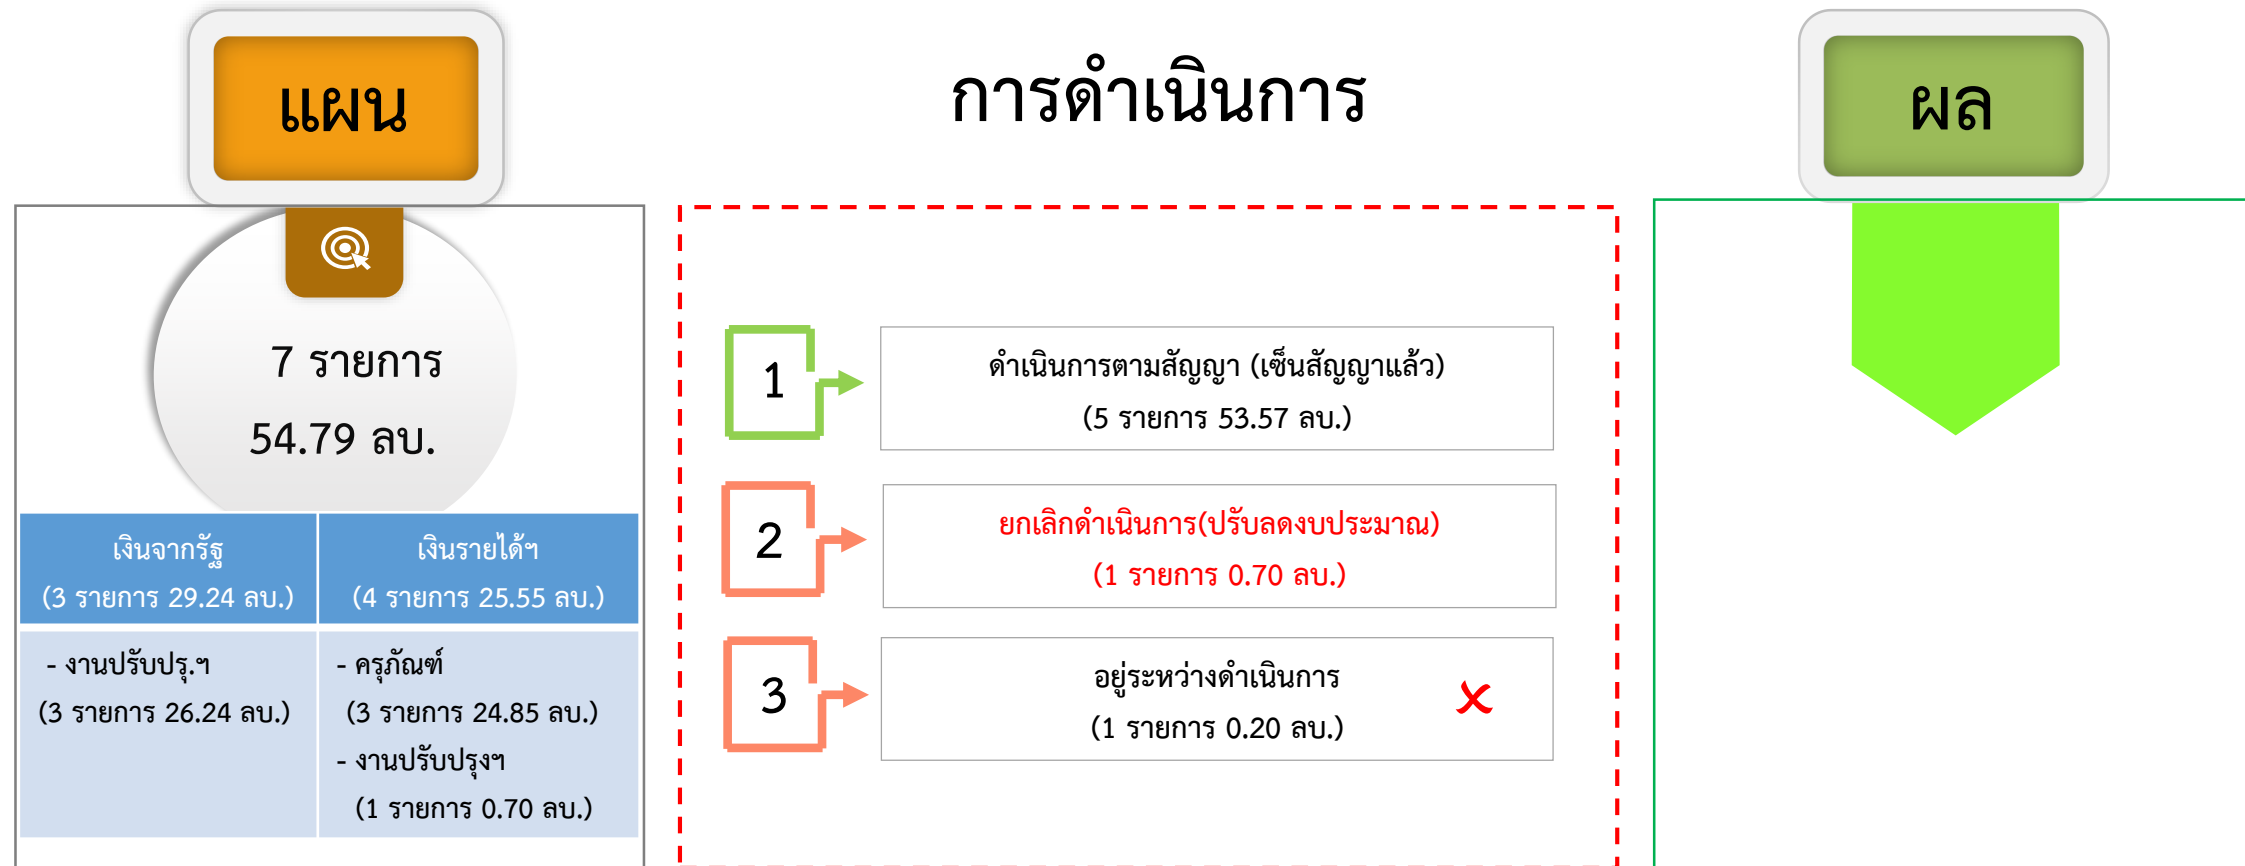 แผน
7 รายการ
54.79 ลบ.
เงินจากรัฐ
(3 รายการ 29.24 ลบ.)
เงินรายได้ฯ
(4 รายการ 25.55 ลบ.)
- งานปรับปรุ.ฯ
(3 รายการ 26.24 ลบ.)
- ครุภัณฑ์
(3 รายการ 24.85 ลบ.)
- งานปรับปรุงฯ
(1 รายการ 0.70 ลบ.)
การดำเนินการ
1
ดำเนินการตามสัญญา (เซ็นสัญญาแล้ว)
(5 รายการ 53.57 ลบ.)
2
ยกเลิกดำเนินการ(ปรับลดงบประมาณ)
(1 รายการ 0.70 ลบ.)
3
อยู่ระหว่างดำเนินการ
(1 รายการ 0.20 ลบ.)
ผล